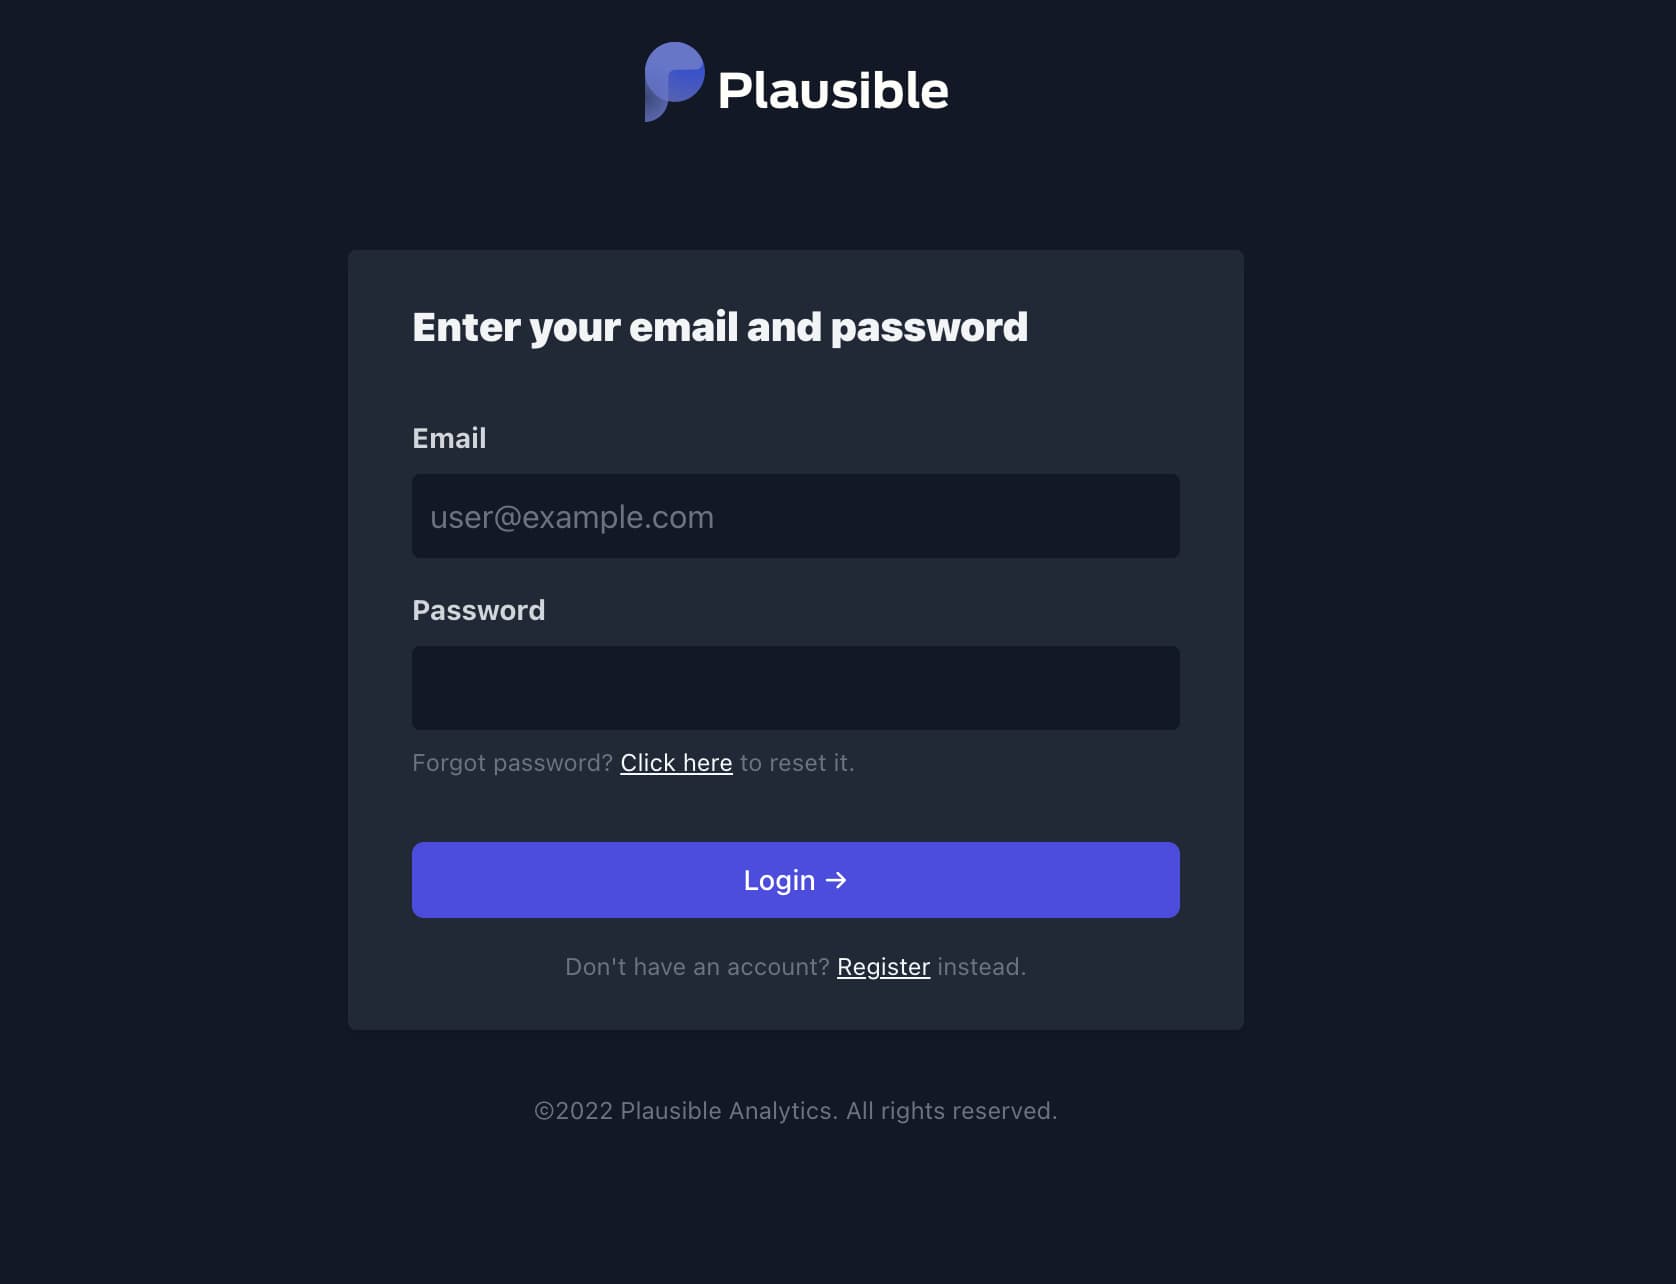 Plausible
Enter your email and password
Email
user@example.com
Password
Forgot password? Click here to reset it.
Login →
Don't have an account? Register instead.
©2022 Plausible Analytics. All rights reserved.